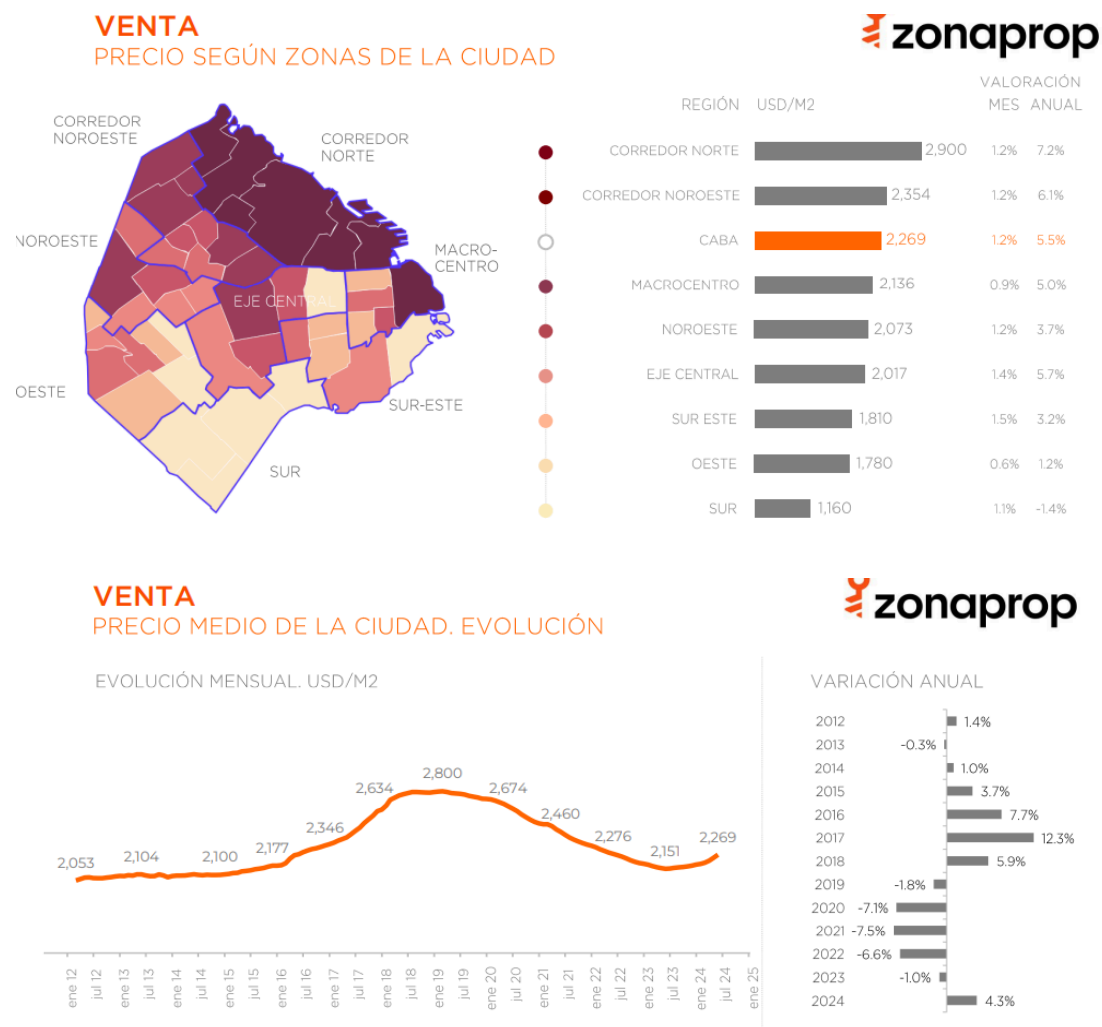 VENTA
PRECIO SEGÚN ZONAS DE LA CIUDAD
zonaprop
CORREDOR
NOROESTE
CORREDOR
NORTE
NOROESTE
MACRO-
CENTRO
EJE CENTRAL
OESTE
SUR-ESTE
SUR
VALORACIÓN
REGIÓN USD/M2 MES ANUAL
CORREDOR NORTE 2,900 1.2% 7.2%
CORREDOR NOROESTE 2,354 1.2% 6.1%
CABA 2,269 1.2% 5.5%
MACROCENTRO 2,136 0.9% 5.0%
NOROESTE 2,073 1.2% 3.7%
EJE CENTRAL 2,017 1.4% 5.7%
SUR ESTE 1,810 1.5% 3.2%
OESTE 1,780 0.6% 1.2%
SUR 1,160 1.1% -1.4%
VENTA
PRECIO MEDIO DE LA CIUDAD. EVOLUCIÓN
zonaprop
EVOLUCIÓN MENSUAL. USD/M2
2,053
2,104
2,100
2,177
2,346
2,634
2,800
2,674
2,460
2,276
2,151
2,269
ene 12
jul 12
ene 13
jul 13
ene 14
jul 14
ene 15
jul 15
ene 16
jul 16
ene 17
jul 17
ene 18
jul 18
ene 19
jul 19
ene 20
jul 20
ene 21
jul 21
ene 22
jul 22
ene 23
jul 23
ene 24
jul 24
ene 25
VARIACIÓN ANUAL
2012 1.4%
2013 -0.3%
2014 1.0%
2015 3.7%
2016 7.7%
2017 12.3%
2018 5.9%
2019 -1.8%
2020 -7.1%
2021 -7.5%
2022 -6.6%
2023 -1.0%
2024 4.3%